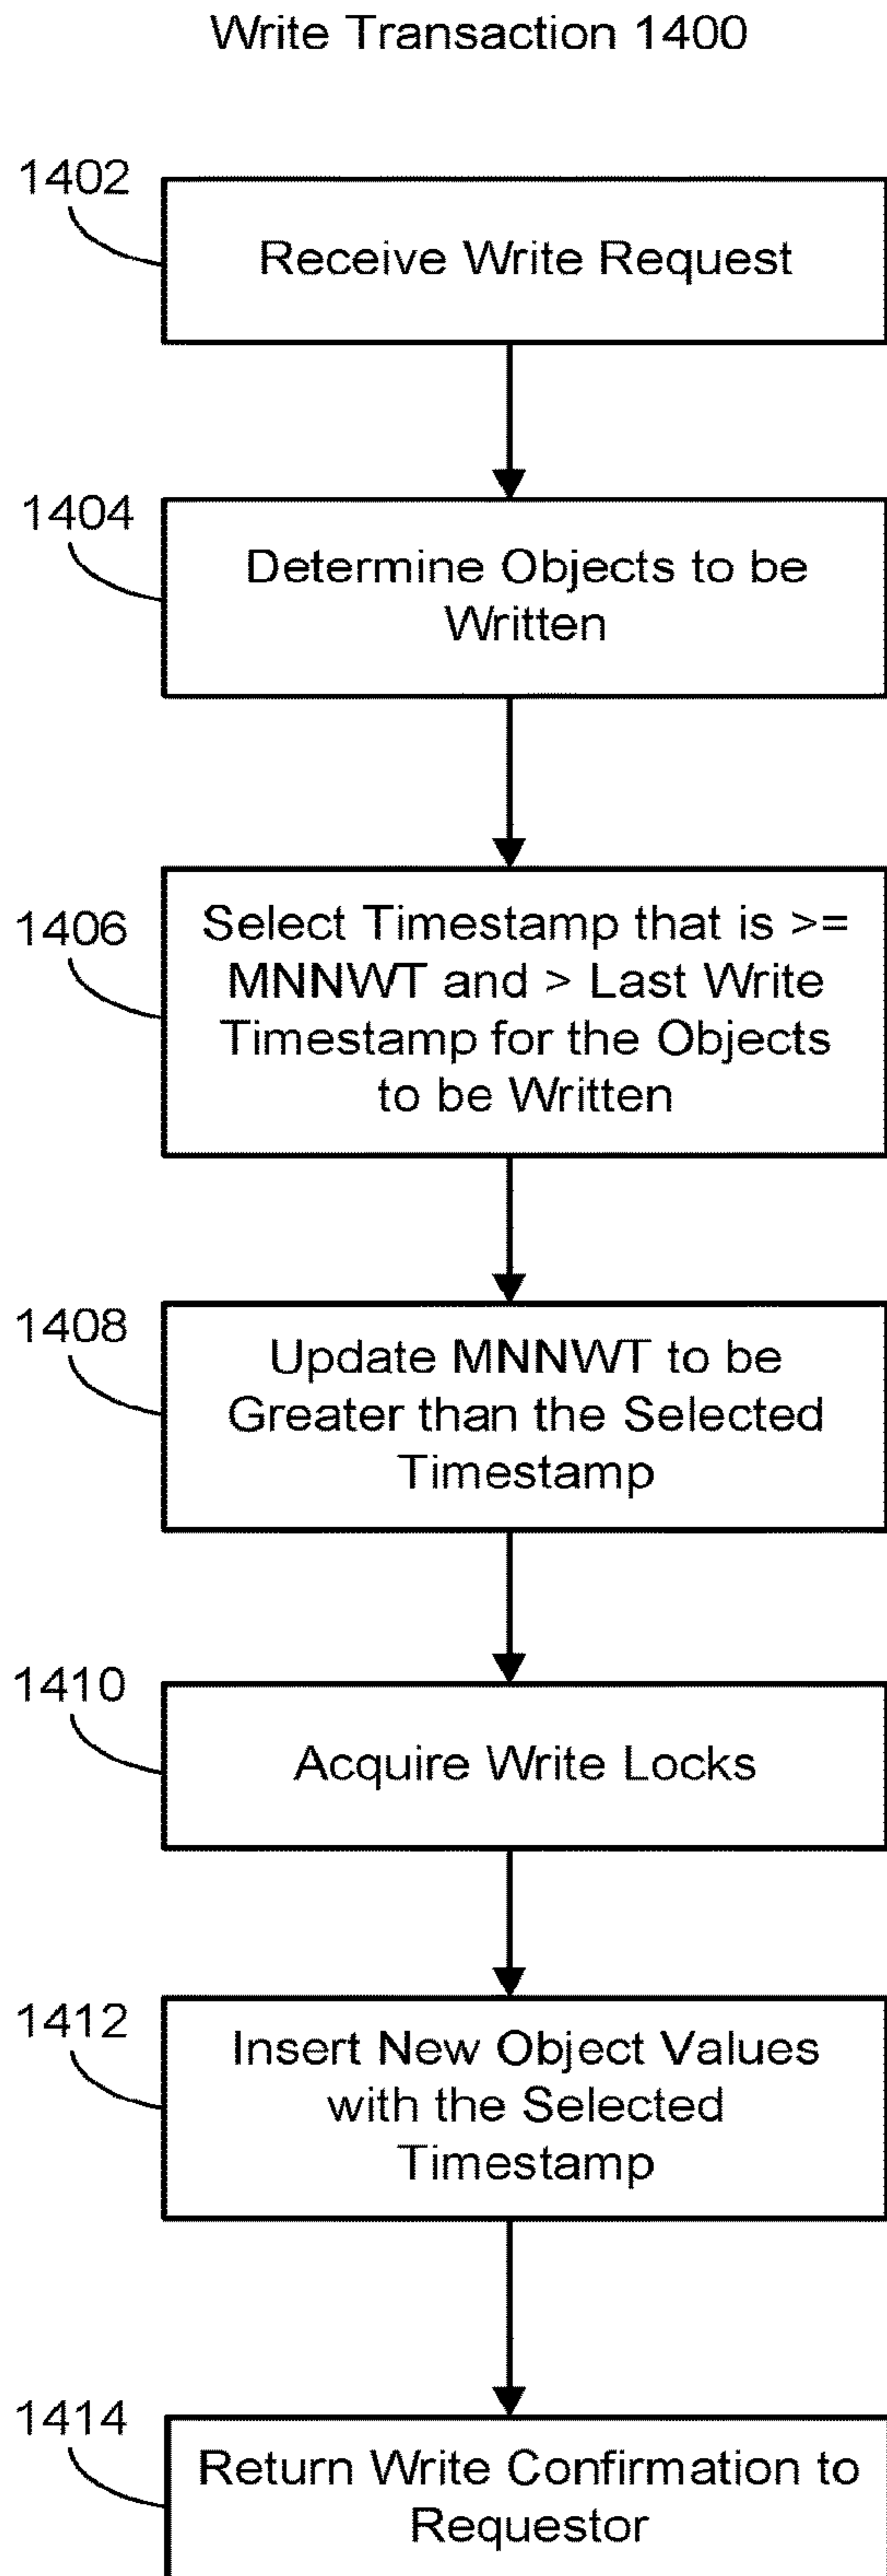 Write Transaction 1400
1402
Receive Write Request
1404
Determine Objects to be
Written
1406
Select Timestamp that is >=
MNNWT and > Last Write
Timestamp for the Objects
to be Written
1408
Update MNNWT to be
Greater than the Selected
Timestamp
1410
Acquire Write Locks
1412
Insert New Object Values
with the Selected
Timestamp
1414
Return Write Confirmation to
Requestor